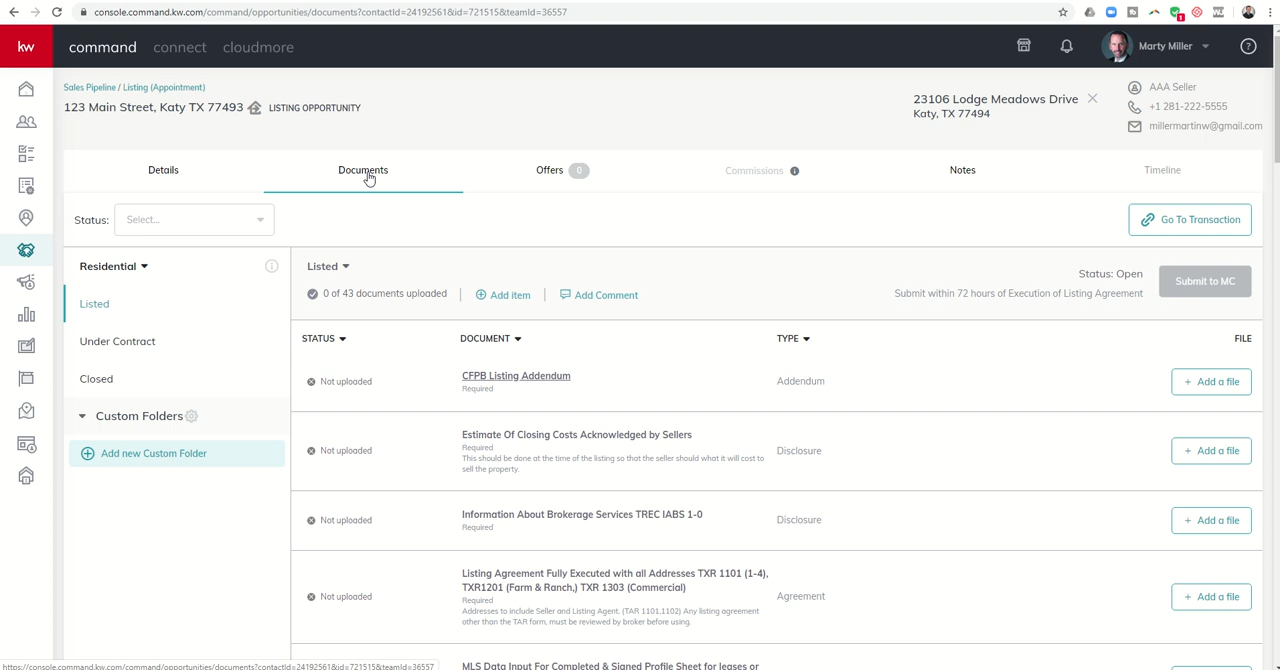 console.command.kw.com/command/opportunities/documents?contactId=24192561&id=721515&teamId=36557
1
kw
command
connect
cloudmore
Marty Miller
?
Sales Pipeline / Listing (Appointment)
123 Main Street, Katy TX 77493
LISTING OPPORTUNITY
23106 Lodge Meadows Drive
Katy, TX 77494
AAA Seller
+1 281-222-5555
millermartinw@gmail.com
Details
Documents
Offers 0
Commissions
Notes
Timeline
Status: Select...
Go To Transaction
Residential
Listed
Under Contract
Closed
Custom Folders
Add new Custom Folder
Listed
0 of 43 documents uploaded
Add item
Add Comment
Status: Open
Submit within 72 hours of Execution of Listing Agreement
Submit to MC
STATUS DOCUMENT TYPE FILE
Not uploaded
CFPB Listing Addendum
Required
Addendum
+ Add a file
Not uploaded
Estimate Of Closing Costs Acknowledged by Sellers
Required
This should be done at the time of the listing so that the seller should what it will cost to
sell the property.
Disclosure
+ Add a file
Not uploaded
Information About Brokerage Services TREC IABS 1-0
Required
Disclosure
+ Add a file
Not uploaded
Listing Agreement Fully Executed with all Addresses TXR 1101 (1-4),
TXR1201 (Farm & Ranch,) TXR 1303 (Commercial)
Required
Addresses to include Seller and Listing Agent. (TAR 1101,1102) Any listing agreement
other than the TAR form, must be reviewed by broker before using.
Agreement
+ Add a file
MLS Data Input For Completed & Signed Profile Sheet for leases or
https://console.command.kw.com/command/opportunities/documents?contactId=24192561&id=721515&teamId=36557